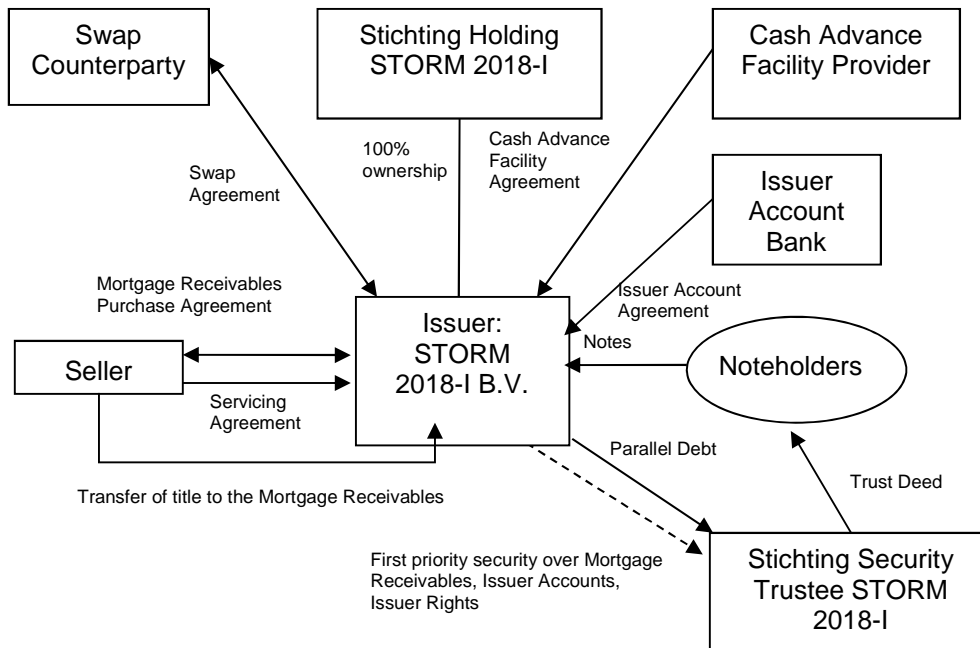 Swap
Counterparty
Stichting Holding
STORM 2018-I
Cash Advance
Facility Provider
Swap
Agreement
100%
ownership
Cash Advance
Facility
Agreement
Issuer
Account
Bank
Mortgage Receivables
Purchase Agreement
Issuer Account
Agreement
Issuer:
STORM
2018-I B.V.
Notes
Seller
Noteholders
Servicing
Agreement
Parallel Debt
Trust Deed
Transfer of title to the Mortgage Receivables
First priority security over Mortgage
Receivables, Issuer Accounts,
Issuer Rights
Stichting Security
Trustee STORM
2018-I